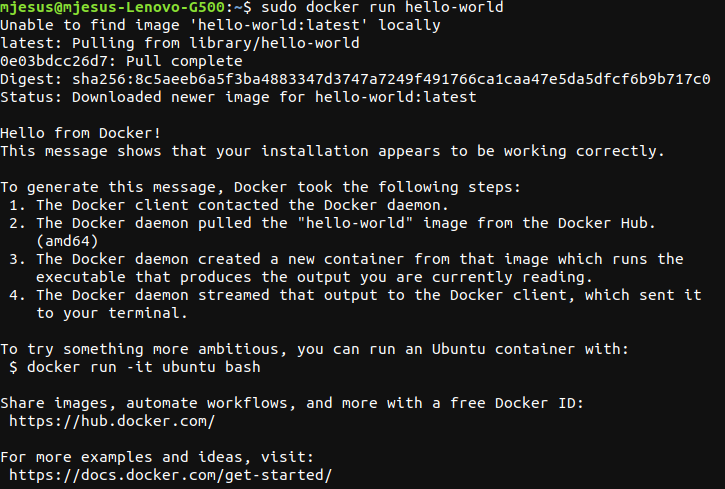 mjesus@mjesus-Lenovo-G500:~$ sudo docker run hello-world
Unable to find image 'hello-world:latest' locally
latest: Pulling from library/hello-world
0e03bdcc26d7: Pull complete
Digest: sha256:8c5aeeb6a5f3ba4883347d3747a7249f491766ca1caa47e5da5dfcf6b9b717c0
Status: Downloaded newer image for hello-world:latest

Hello from Docker!
This message shows that your installation appears to be working correctly.

To generate this message, Docker took the following steps:
 1. The Docker client contacted the Docker daemon.
 2. The Docker daemon pulled the "hello-world" image from the Docker Hub.
    (amd64)
 3. The Docker daemon created a new container from that image which runs the
    executable that produces the output you are currently reading.
 4. The Docker daemon streamed that output to the Docker client, which sent it
    to your terminal.

To try something more ambitious, you can run an Ubuntu container with:
 $ docker run -it ubuntu bash

Share images, automate workflows, and more with a free Docker ID:
 https://hub.docker.com/

For more examples and ideas, visit:
 https://docs.docker.com/get-started/